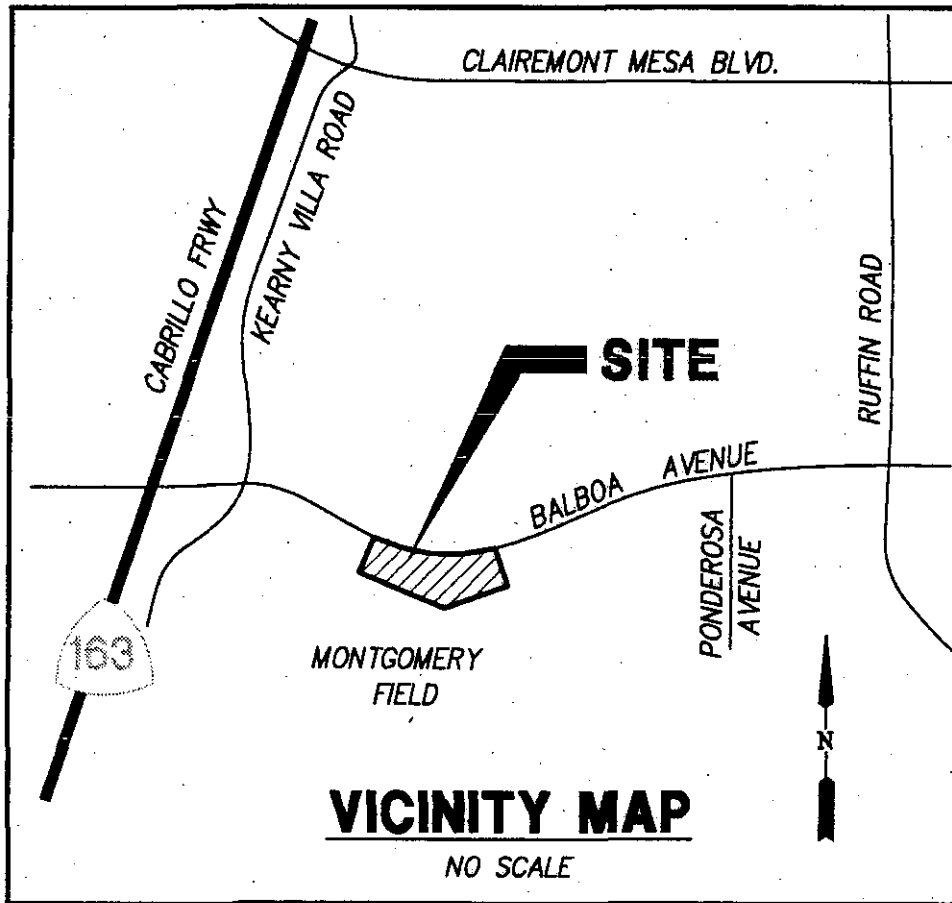 CLAIREMONT MESA BLVD.
KEARNY VILLA ROAD
CABRILLO FRWY
RUFFIN ROAD
SITE
BALBOA AVENUE
PONDEROSA
AVENUE
163
MONTGOMERY
FIELD
N
VICINITY MAP
NO SCALE